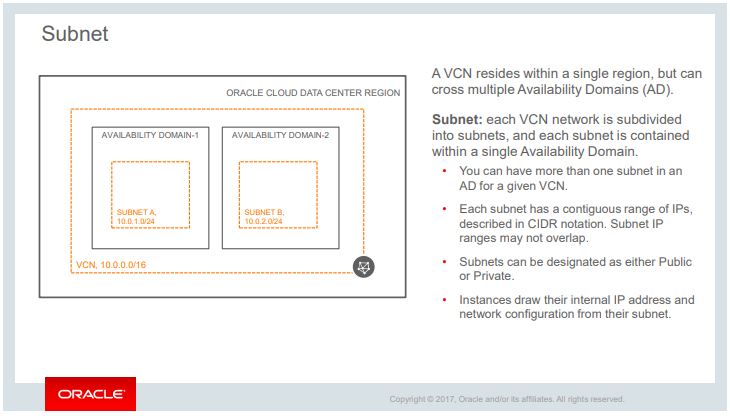 Subnet
ORACLE CLOUD DATA CENTER REGION
AVAILABILITY DOMAIN-1
AVAILABILITY DOMAIN-2
SUBNET A,
10.0.1.0/24
SUBNET B,
10.0.2.0/24
VCN, 10.0.0.0/16
A VCN resides within a single region, but can
cross multiple Availability Domains (AD).
Subnet: each VCN network is subdivided
into subnets, and each subnet is contained
within a single Availability Domain.
• You can have more than one subnet in an
AD for a given VCN.
• Each subnet has a contiguous range of IPs,
described in CIDR notation. Subnet IP
ranges may not overlap.
• Subnets can be designated as either Public
or Private.
• Instances draw their internal IP address and
network configuration from their subnet.
ORACLE
Copyright © 2017, Oracle and/or its affiliates. All rights reserved.